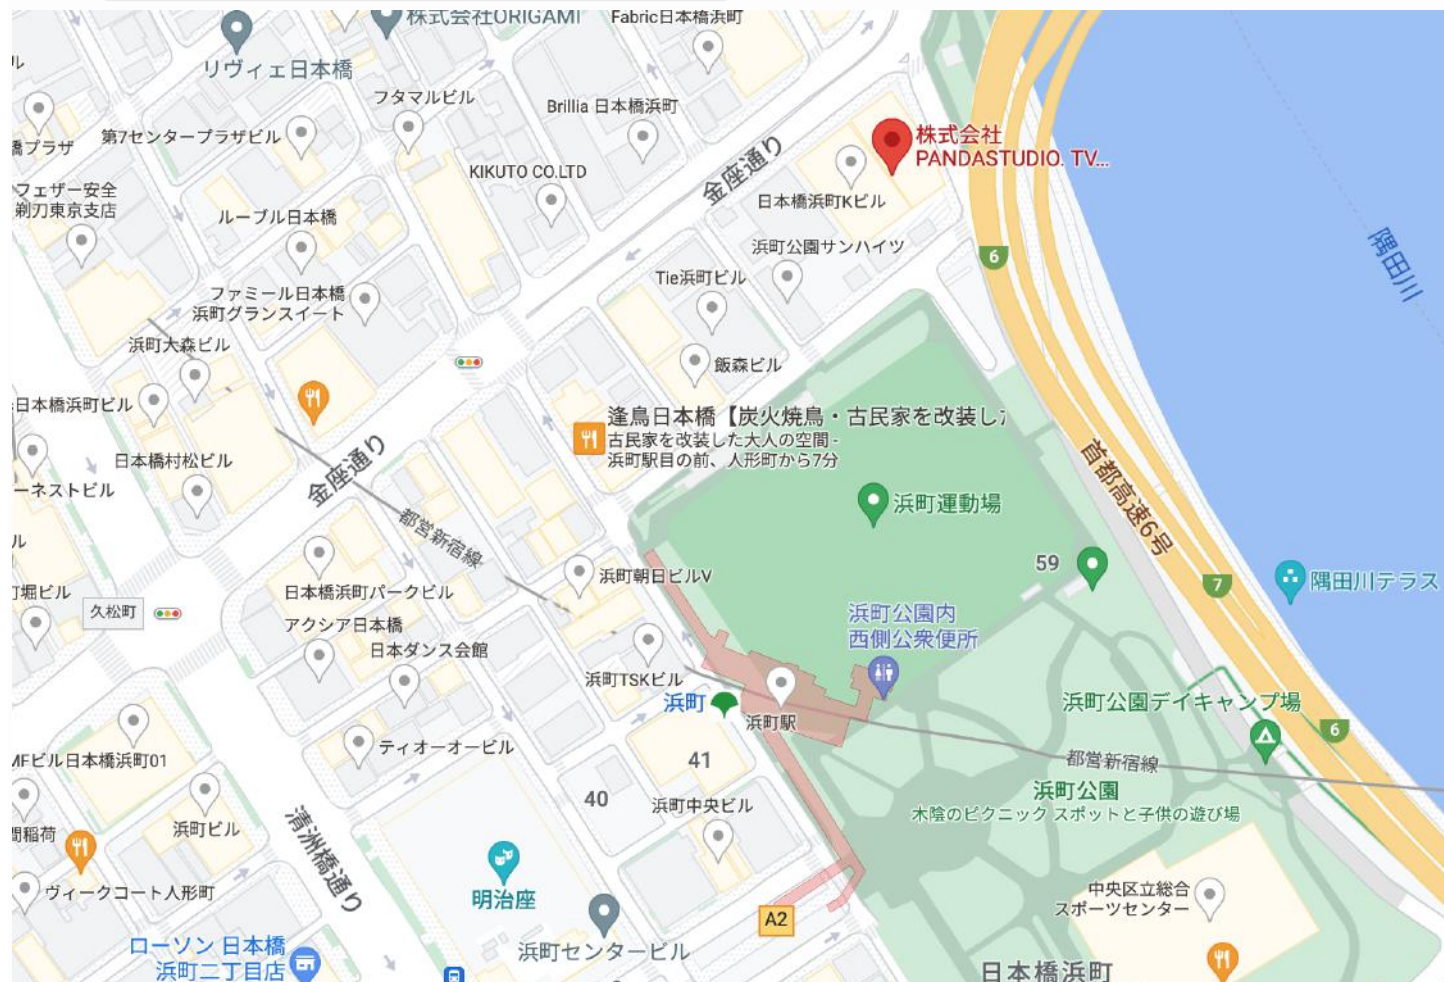 株式会社ORIGAMI
Fabric日本橋浜町
リヴィエ日本橋
フタマルビル
Brillia 日本橋浜町
第7センタープラザビル
橋プラザ
株式会社
PANDASTUDIO. TV...
金座通り
KIKUTO CO.LTD
フェザー安全
剃刀東京支店
日本橋浜町Kビル
ルーブル日本橋
浜町公園サンハイツ
6
隅田川
Tie浜町ビル
ファミール日本橋
浜町グランスイート
浜町大森ビル
飯森ビル
日本橋浜町ビル
逢鳥日本橋【炭火焼鳥・古民家を改装した
古民家を改装した大人の空間 -
浜町駅目の前、人形町から7分
日本橋村松ビル
金座通り
ーネストビル
首都高速6号
浜町運動場
都営新宿線
ル
59
浜町朝日ビルV
7
隅田川テラス
日本橋浜町パークビル
町堀ビル
久松町
浜町公園内
西側公衆便所
アクシア日本橋
日本ダンス会館
浜町TSKビル
浜町
浜町駅
浜町公園デイキャンプ場
6
ティオーオービル
MFビル日本橋浜町01
41
都営新宿線
浜町公園
木陰のピクニック スポットと子供の遊び場
40
浜町中央ビル
浜町ビル
清洲橋通り
間稲荷
明治座
ヴィークコート人形町
中央区立総合
スポーツセンター
A2
浜町センタービル
ローソン 日本橋
浜町二丁目店
日本橋浜町